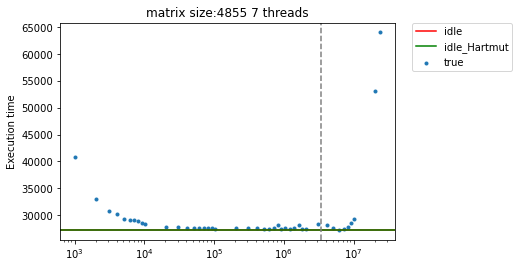 matrix size:4855 7 threads
65000
60000
55000
50000
45000
40000
35000
30000
Execution time
10³ 10⁴ 10⁵ 10⁶ 10⁷
idle
idle_Hartmut
true